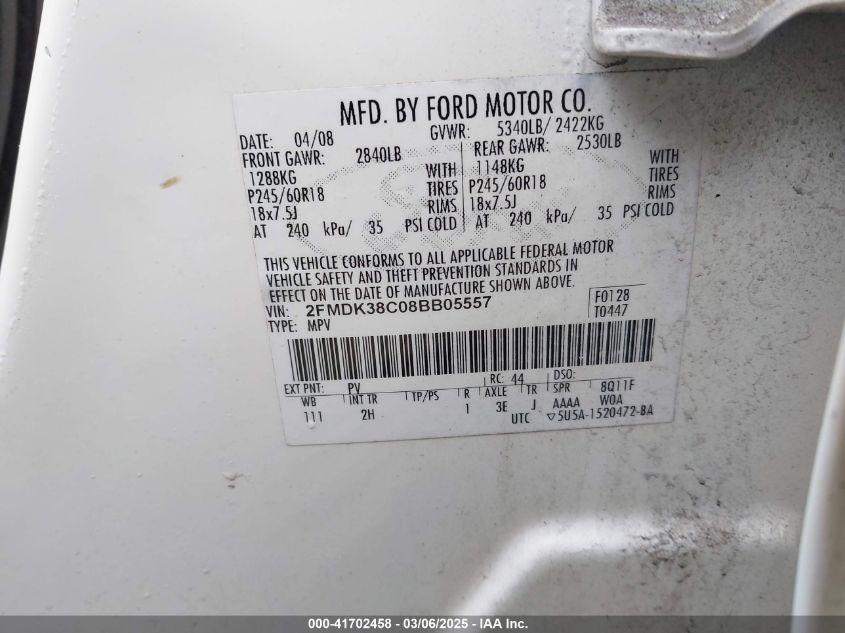 MFD. BY FORD MOTOR CO.
DATE: 04/08 GVWR: 5340LB/ 2422KG
FRONT GAWR: 2840LB REAR GAWR: 2530LB
1288KG WITH 1148KG WITH
P245/60R18 TIRES P245/60R18 TIRES
18x7.5J RIMS 18x7.5J RIMS
AT 240 kPa/ 35 PSI COLD AT 240 kPa/ 35 PSI COLD
THIS VEHICLE CONFORMS TO ALL APPLICABLE FEDERAL MOTOR
VEHICLE SAFETY AND THEFT PREVENTION STANDARDS IN
EFFECT ON THE DATE OF MANUFACTURE SHOWN ABOVE.
VIN: 2FMDK38C08BB05557 F0128
TYPE: MPV T0447
EXT PNT: PV RC: 44 DSO:
WB INT TR TP/PS R AXLE TR SPR 8Q11F
111 2H 1 3E J AAAA W0A
UTC ▽5U5A-1520472-BA
000-41702458 - 03/06/2025 - IAA Inc.